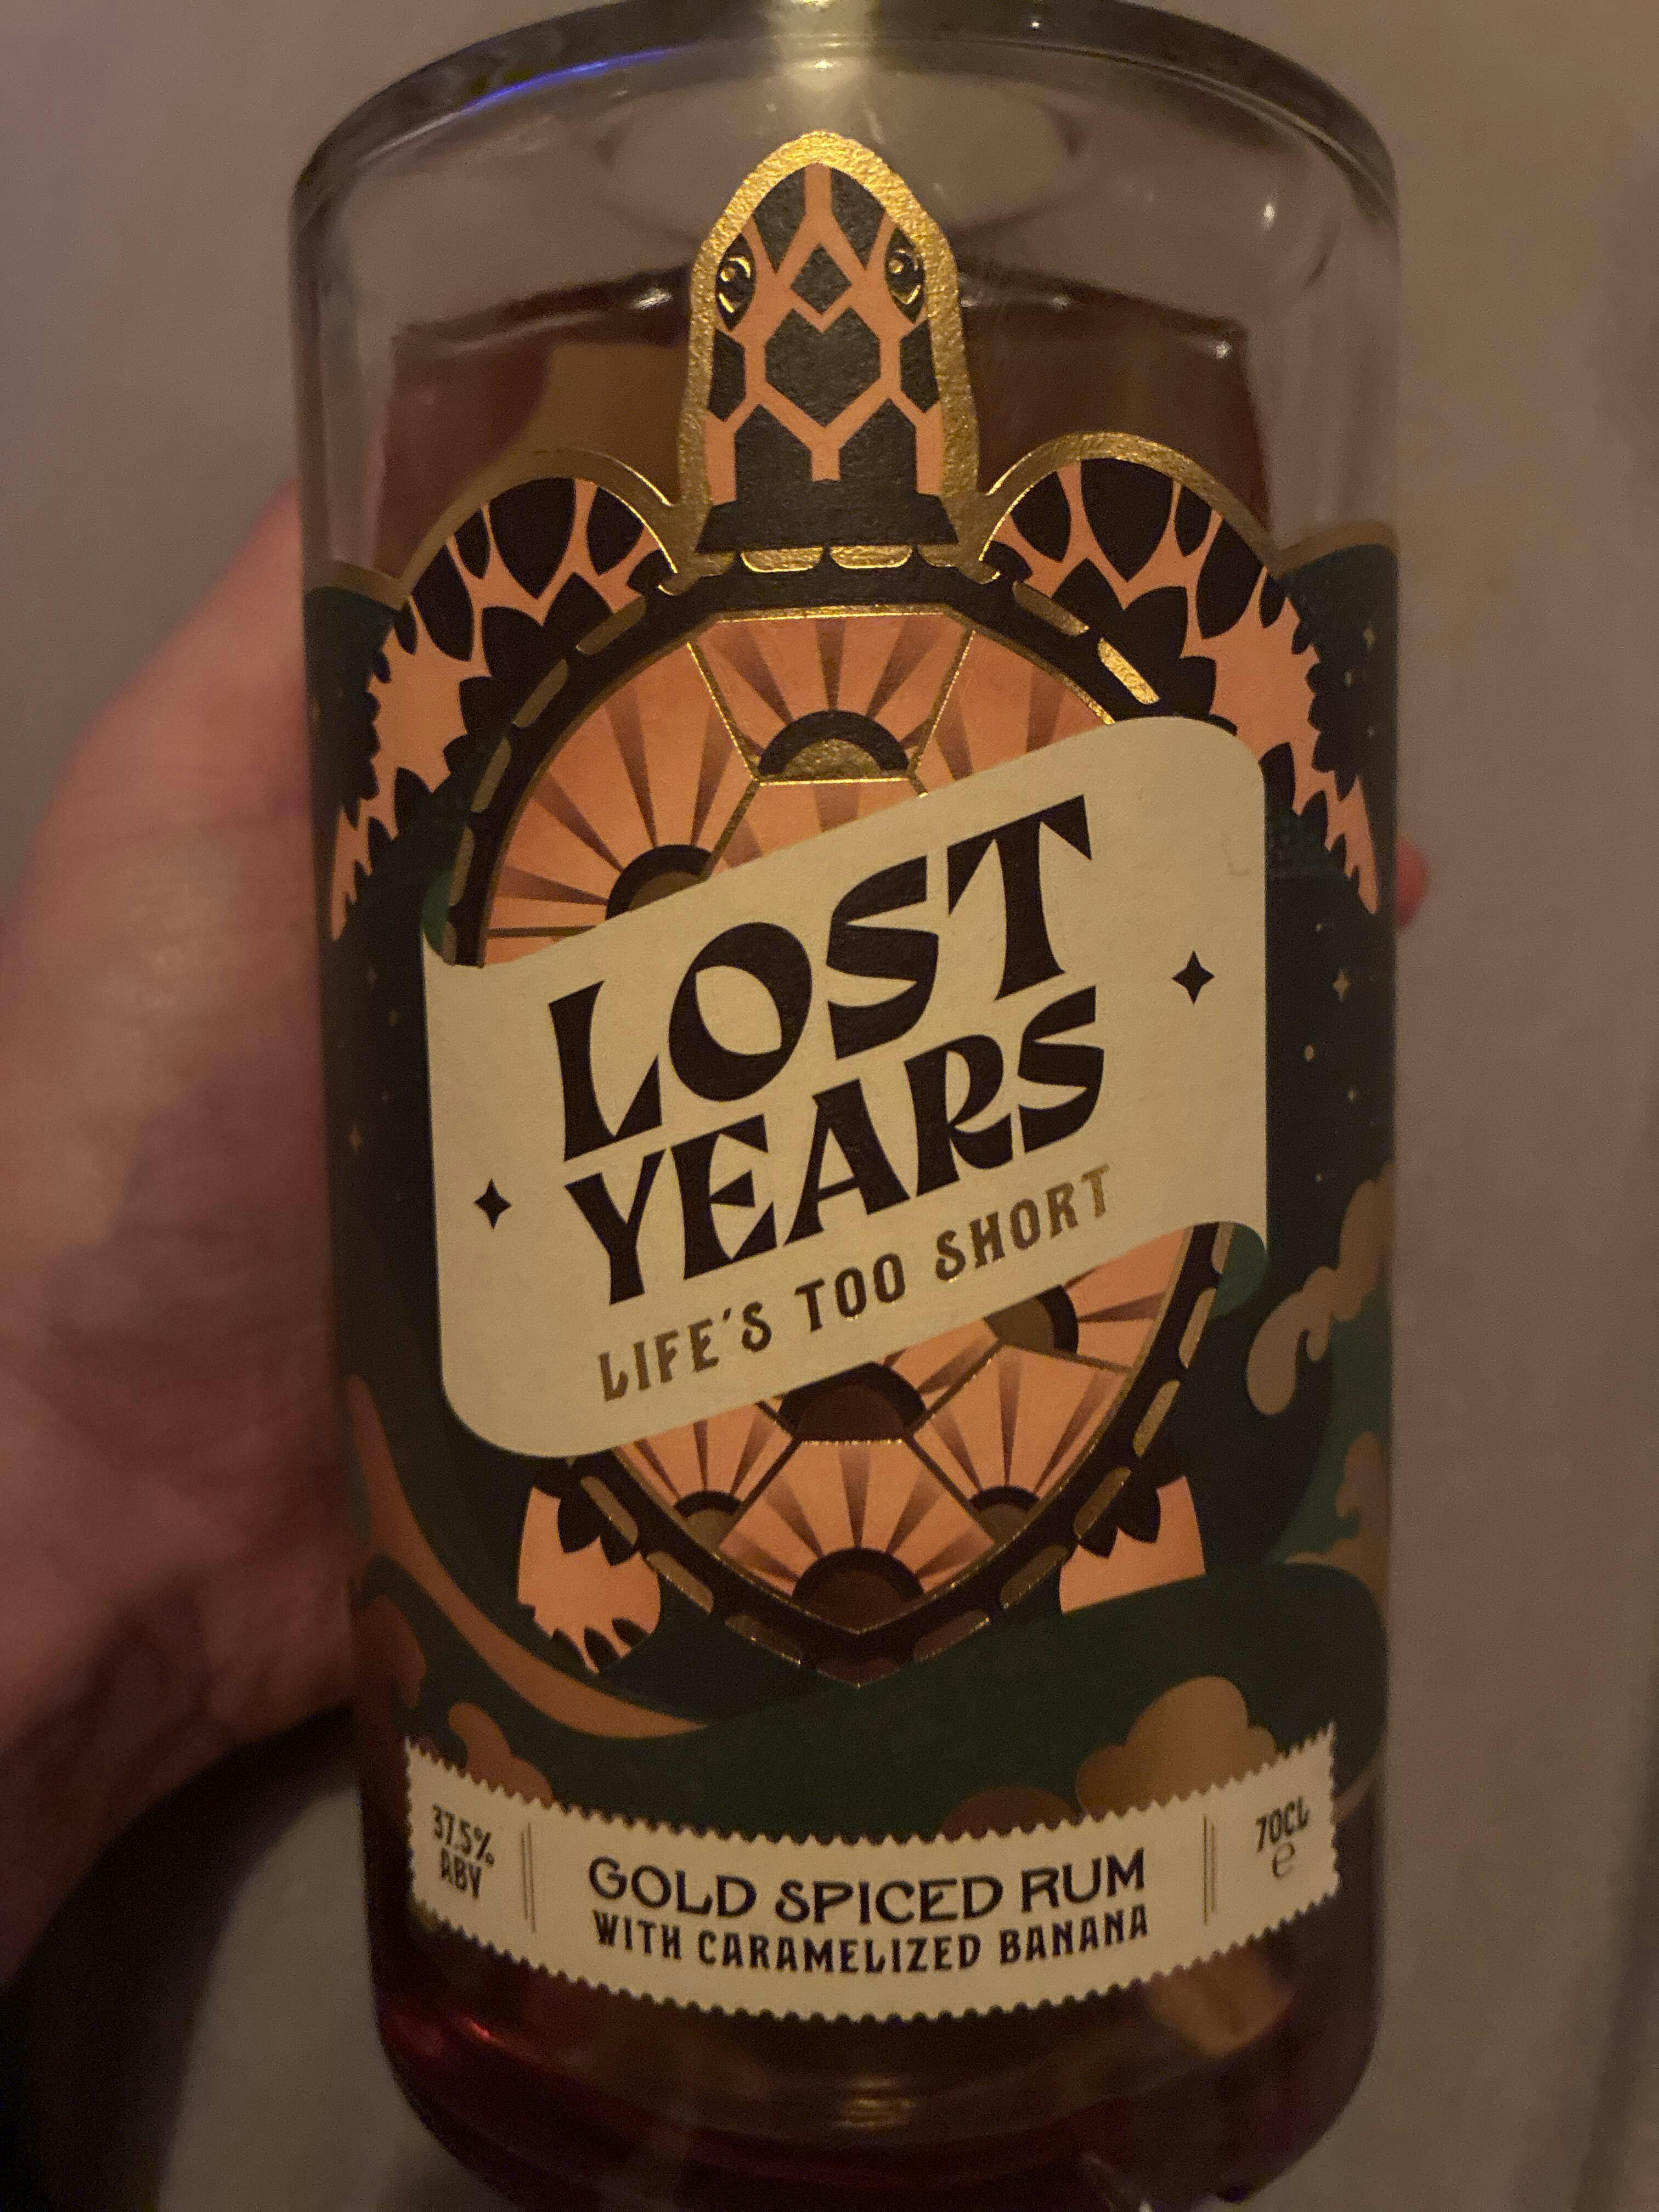 LOST
YEARS
LIFE'S TOO SHORT
37.5%
ABV
GOLD SPICED RUM
WITH CARAMELIZED BANANA
70CL
e